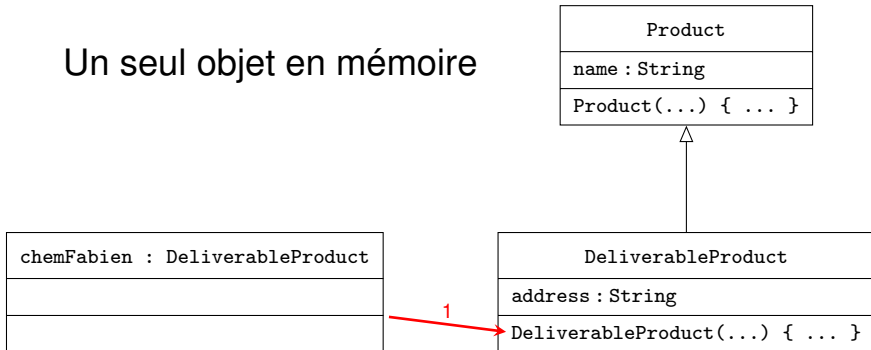 Un seul objet en mémoire
Product
name : String
Product(...) { ... }
chemFabien : DeliverableProduct
1
DeliverableProduct
address : String
DeliverableProduct(...) { ... }